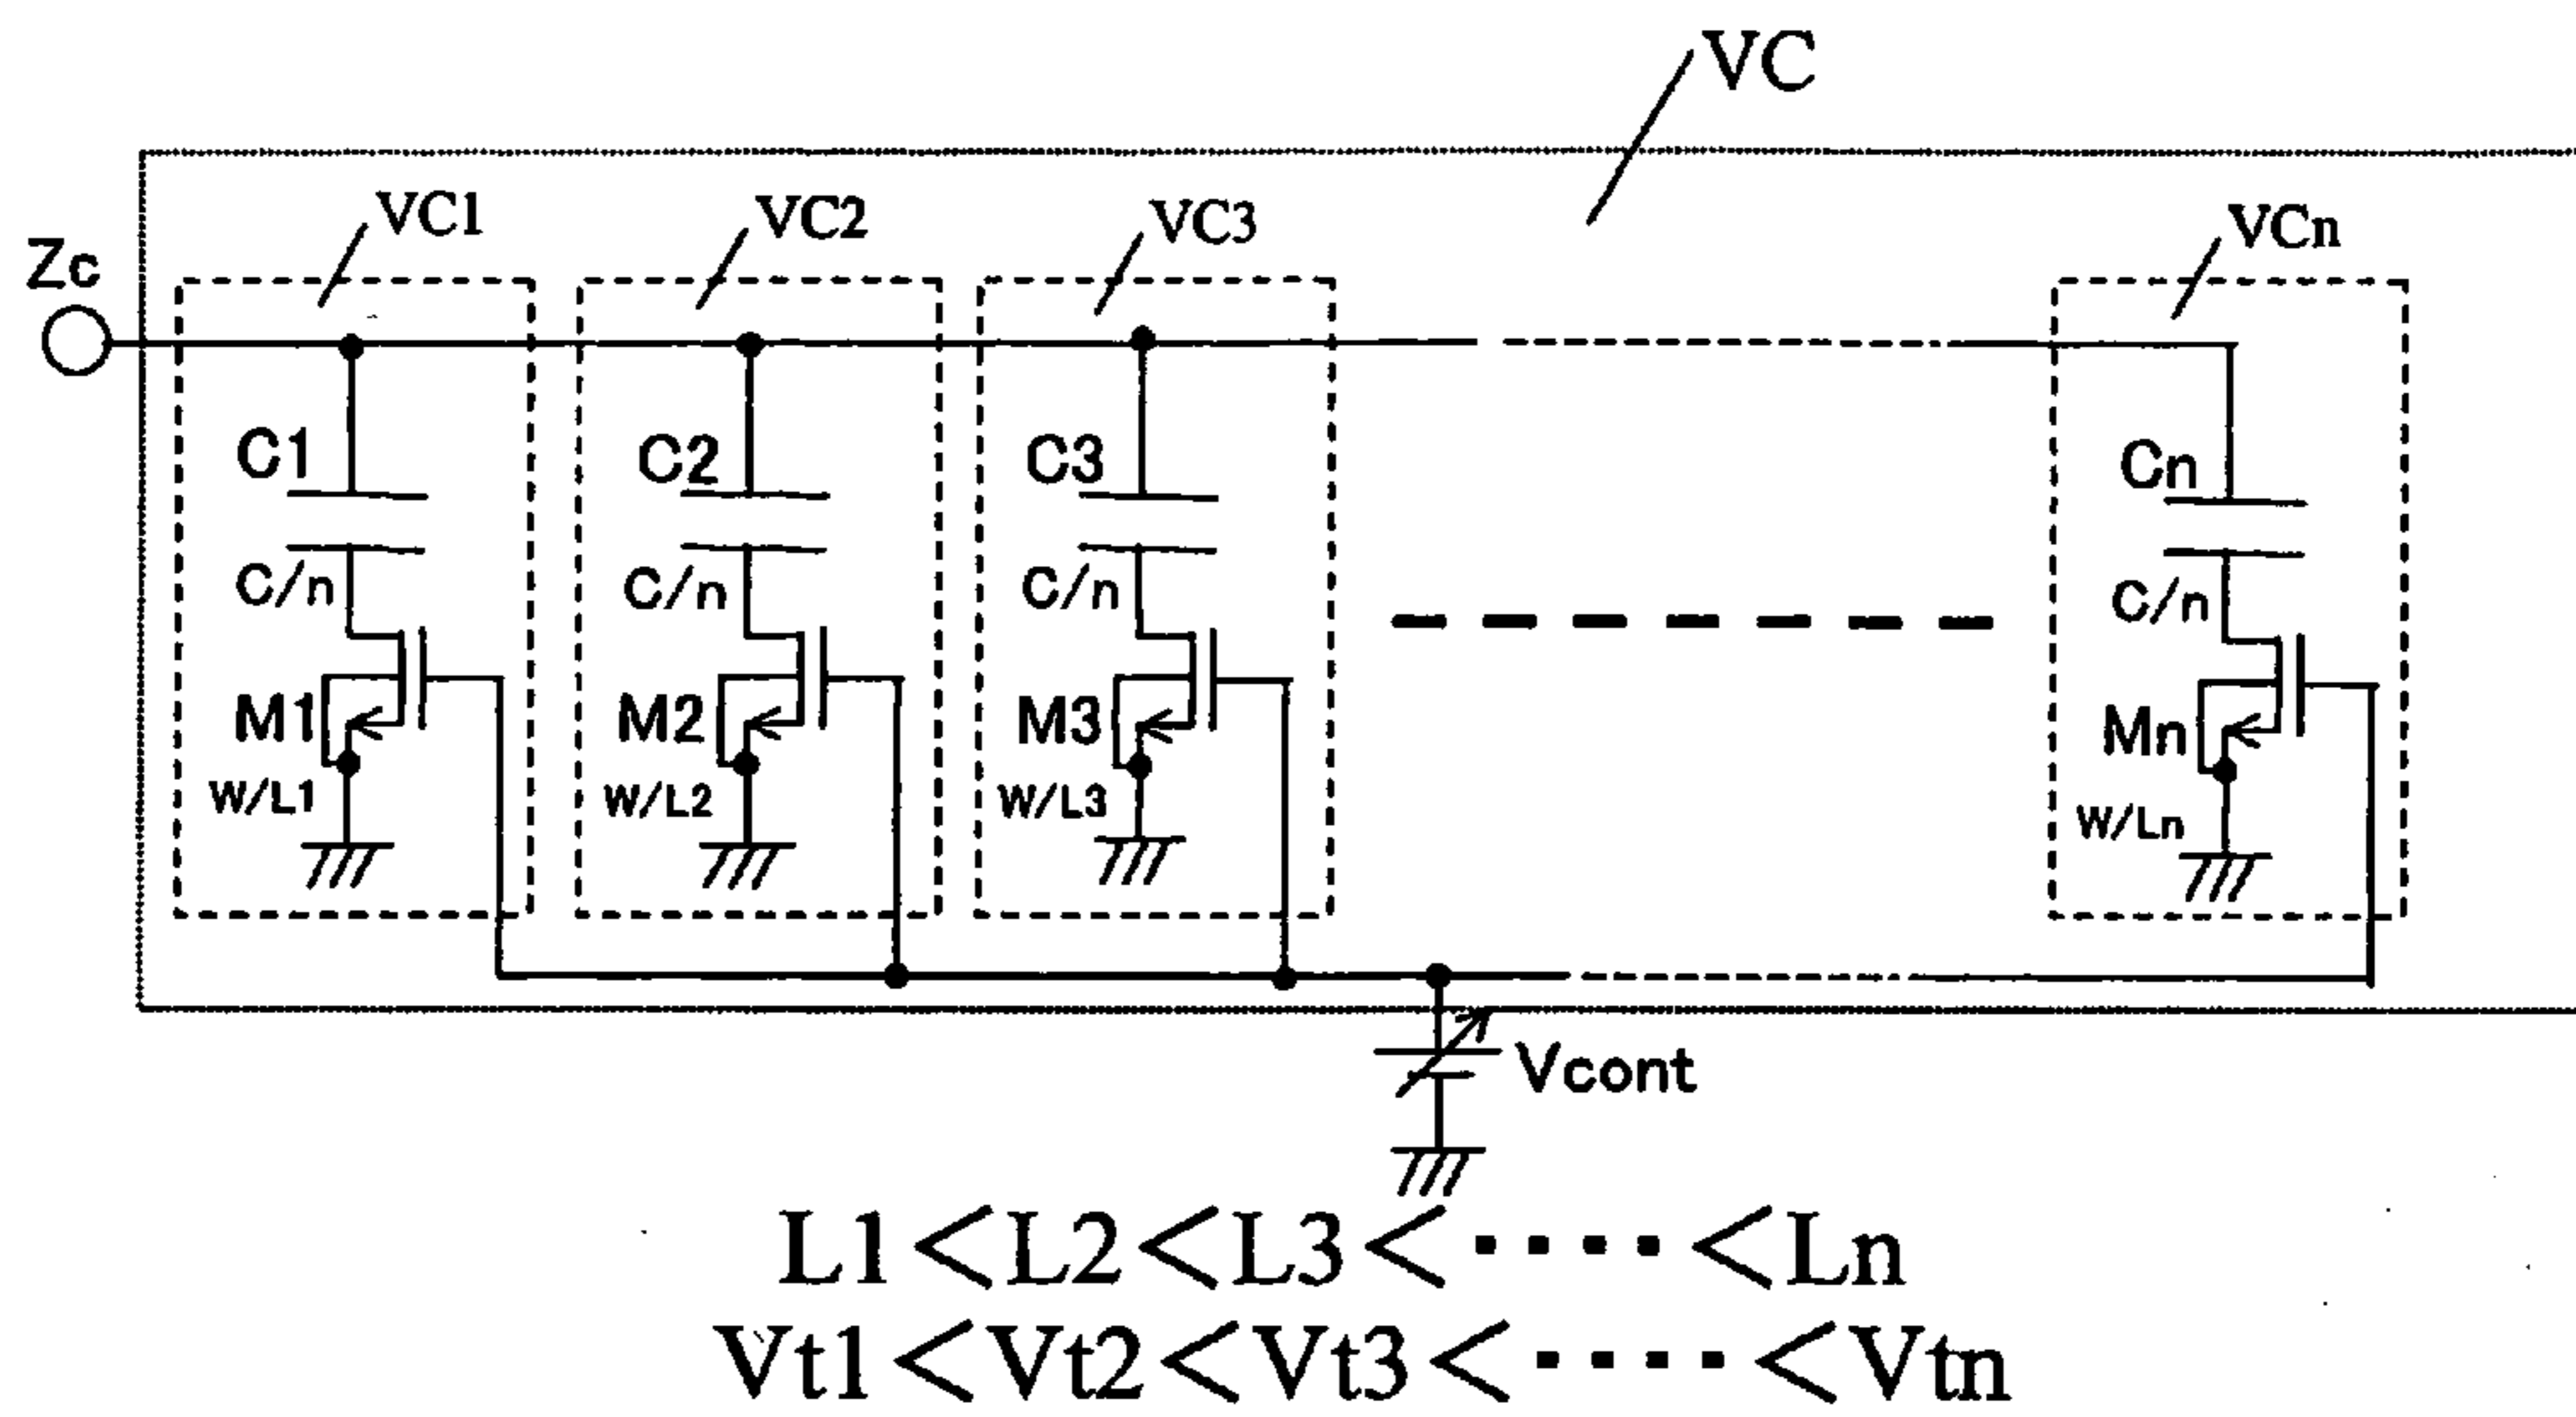 VC
VC1
VC2
VC3
VCn
Zc
C1
C2
C3
Cn
C/n
C/n
C/n
C/n
M1
M2
M3
Mn
W/L1
W/L2
W/L3
W/Ln
Vcont
L1<L2<L3<····<Ln
Vt1<Vt2<Vt3<····<Vtn